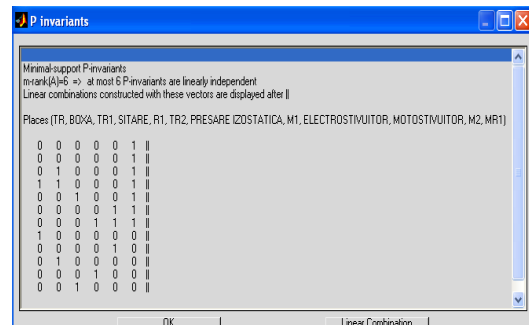 P invariants
Minimal-support P-invariants
m-rank(A)=6 => at most 6 P-invariants are linearly independent
Linear combinations constructed with these vectors are displayed after ||
Places (TR, BOXA, TR1, SITARE, R1, TR2, PRESARE IZOSTATICA, M1, ELECTROSTIVUITOR, MOTOSTIVUITOR, M2, MR1)
0 0 0 0 0 1 ||
0 0 0 0 0 1 ||
0 1 0 0 0 1 ||
1 1 0 0 0 1 ||
0 0 1 0 0 1 ||
0 0 0 0 1 1 ||
0 0 0 1 1 1 ||
1 0 0 0 0 0 ||
0 0 0 0 1 0 ||
0 1 0 0 0 0 ||
0 0 0 1 0 0 ||
0 0 1 0 0 0 ||
OK Linear Combination